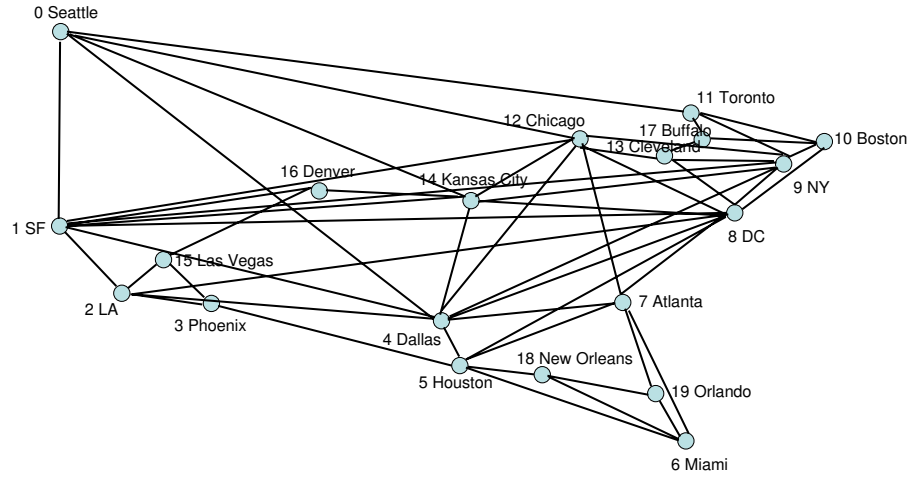 0 Seattle
11 Toronto
12 Chicago
17 Buffalo
10 Boston
13 Cleveland
16 Denver
14 Kansas City
9 NY
1 SF
8 DC
15 Las Vegas
2 LA
7 Atlanta
3 Phoenix
4 Dallas
18 New Orleans
5 Houston
19 Orlando
6 Miami